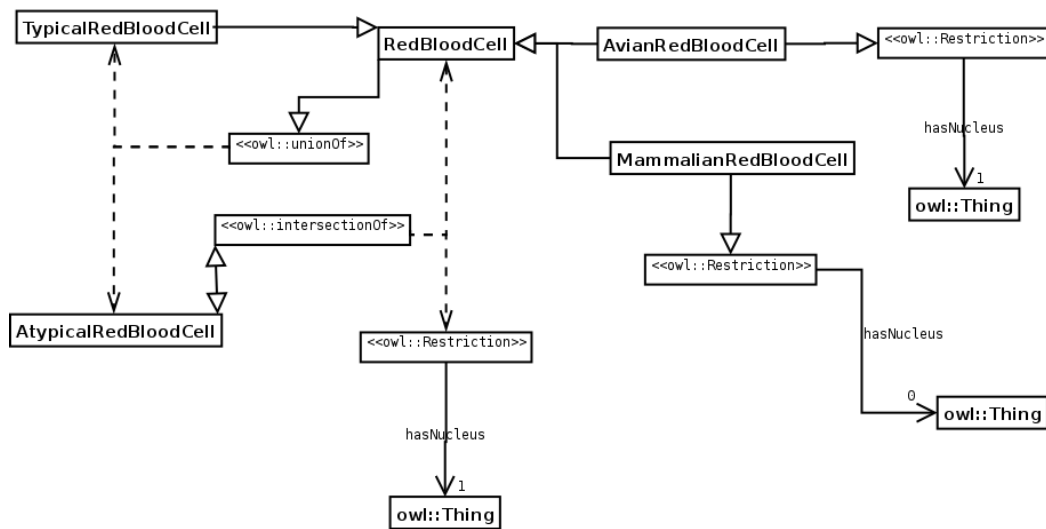 TypicalRedBloodCell
RedBloodCell
AvianRedBloodCell
<<owl::Restriction>>
hasNucleus
<<owl::unionOf>>
MammalianRedBloodCell
1
owl::Thing
<<owl::intersectionOf>>
<<owl::Restriction>>
AtypicalRedBloodCell
<<owl::Restriction>>
hasNucleus
0
owl::Thing
hasNucleus
1
owl::Thing